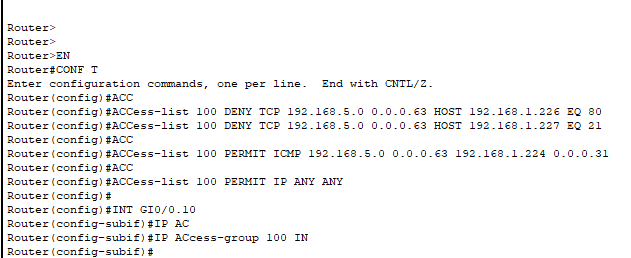 Router>
Router>
Router>EN
Router#CONF T
Enter configuration commands, one per line.  End with CNTL/Z.
Router(config)#ACC
Router(config)#ACCess-list 100 DENY TCP 192.168.5.0 0.0.0.63 HOST 192.168.1.226 EQ 80
Router(config)#ACCess-list 100 DENY TCP 192.168.5.0 0.0.0.63 HOST 192.168.1.227 EQ 21
Router(config)#ACC
Router(config)#ACCess-list 100 PERMIT ICMP 192.168.5.0 0.0.0.63 192.168.1.224 0.0.0.31
Router(config)#ACC
Router(config)#ACCess-list 100 PERMIT IP ANY ANY
Router(config)#
Router(config)#INT GI0/0.10
Router(config-subif)#IP AC
Router(config-subif)#IP ACcess-group 100 IN
Router(config-subif)#